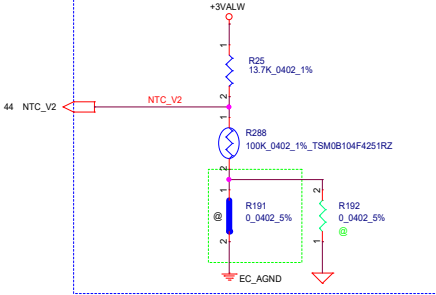 +3VALW
1
R25
13.7K_0402_1%
2
44 NTC_V2
NTC_V2
1
R288
100K_0402_1%_TSM0B104F4251RZ
2
1
@
R191
0_0402_5%
2
2
R192
0_0402_5%
@
1
EC_AGND